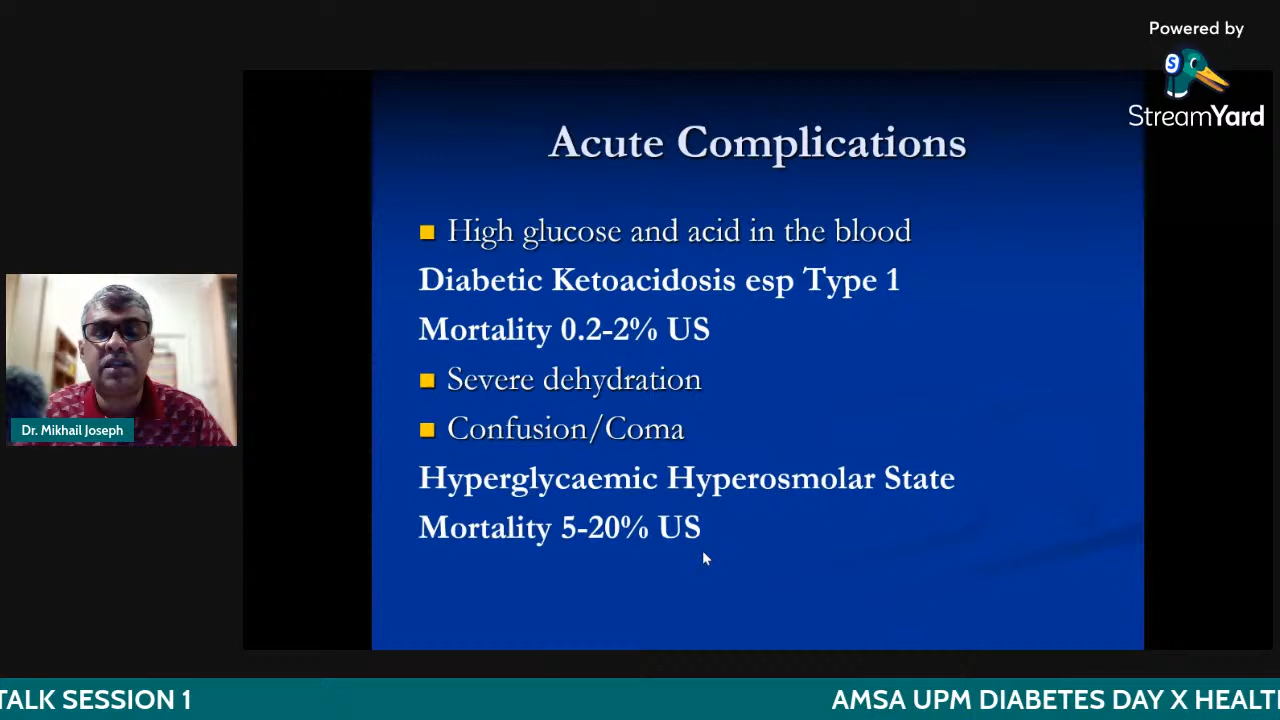 Powered by
S
StreamYard
Acute Complications
High glucose and acid in the blood
Diabetic Ketoacidosis esp Type 1
Mortality 0.2-2% US
Severe dehydration
Confusion/Coma
Hyperglycaemic Hyperosmolar State
Mortality 5-20% US
Dr. Mikhail Joseph
TALK SESSION 1
AMSA UPM DIABETES DAY X HEALT